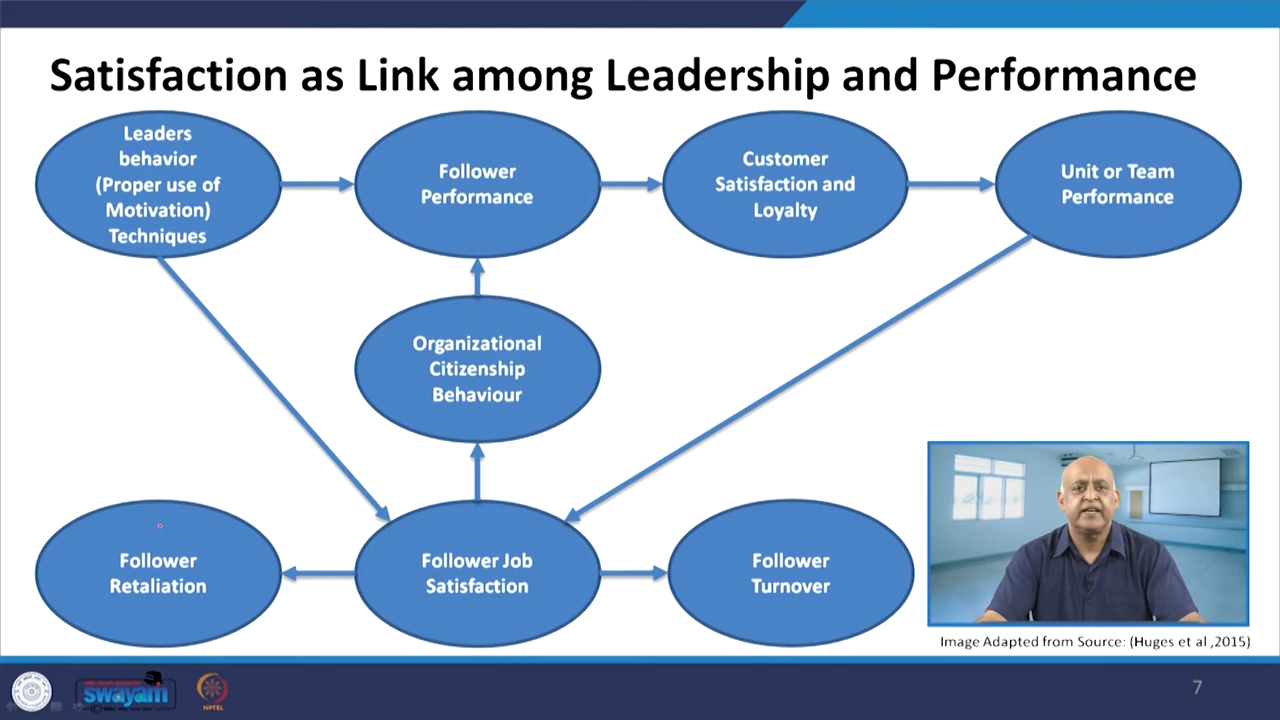 Satisfaction as Link among Leadership and Performance
Leaders
behavior
(Proper use of
Motivation)
Techniques
Follower
Performance
Customer
Satisfaction and
Loyalty
Unit or Team
Performance
Organizational
Citizenship
Behaviour
Follower
Retaliation
Follower Job
Satisfaction
Follower
Turnover
Image Adapted from Source: (Huges et al ,2015)
swayam
NPTEL
7